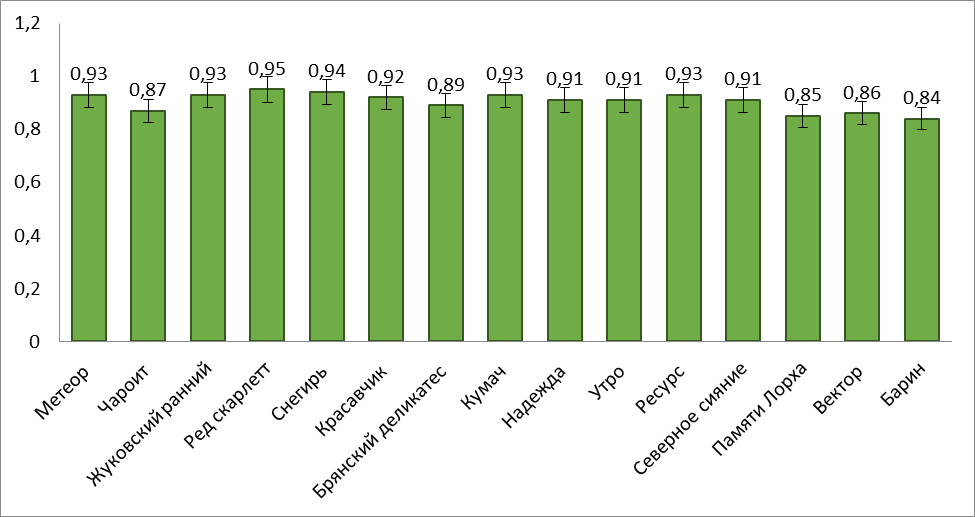 1,2
1
0,8
0,6
0,4
0,2
0
0,93
0,87
0,93
0,95
0,94
0,92
0,89
0,93
0,91
0,91
0,93
0,91
0,85
0,86
0,84
Метеор
Чароит
Жуковский ранний
Ред скарлетт
Снегирь
Красавчик
Брянский деликатес
Кумач
Надежда
Утро
Ресурс
Северное сияние
Памяти Лорха
Вектор
Барин